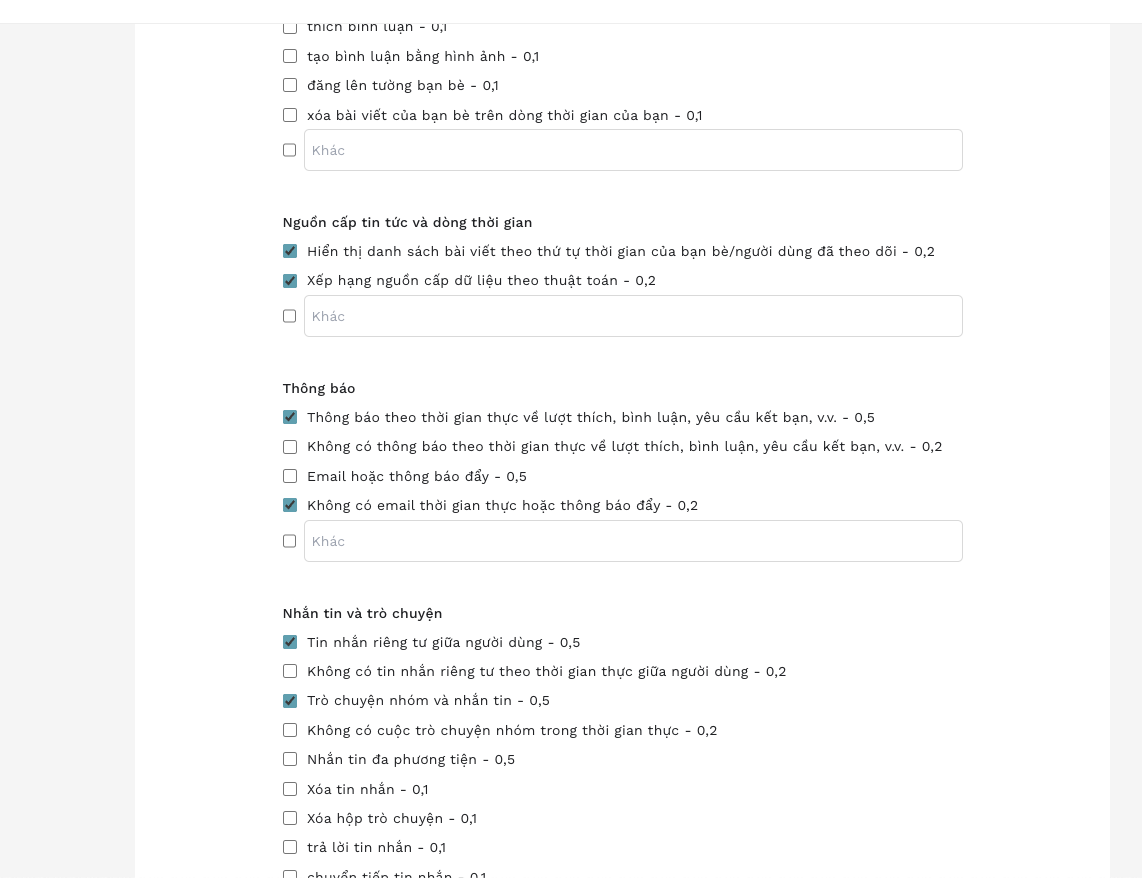 thích bình luận - 0,1
tạo bình luận bằng hình ảnh - 0,1
đăng lên tường bạn bè - 0,1
xóa bài viết của bạn bè trên dòng thời gian của bạn - 0,1
Khác
Nguồn cấp tin tức và dòng thời gian
Hiển thị danh sách bài viết theo thứ tự thời gian của bạn bè/người dùng đã theo dõi - 0,2
Xếp hạng nguồn cấp dữ liệu theo thuật toán - 0,2
Khác
Thông báo
Thông báo theo thời gian thực về lượt thích, bình luận, yêu cầu kết bạn, v.v. - 0,5
Không có thông báo theo thời gian thực về lượt thích, bình luận, yêu cầu kết bạn, v.v. - 0,2
Email hoặc thông báo đẩy - 0,5
Không có email thời gian thực hoặc thông báo đẩy - 0,2
Khác
Nhắn tin và trò chuyện
Tin nhắn riêng tư giữa người dùng - 0,5
Không có tin nhắn riêng tư theo thời gian thực giữa người dùng - 0,2
Trò chuyện nhóm và nhắn tin - 0,5
Không có cuộc trò chuyện nhóm trong thời gian thực - 0,2
Nhắn tin đa phương tiện - 0,5
Xóa tin nhắn - 0,1
Xóa hộp trò chuyện - 0,1
trả lời tin nhắn - 0,1
chuyển tiếp tin nhắn - 0,1